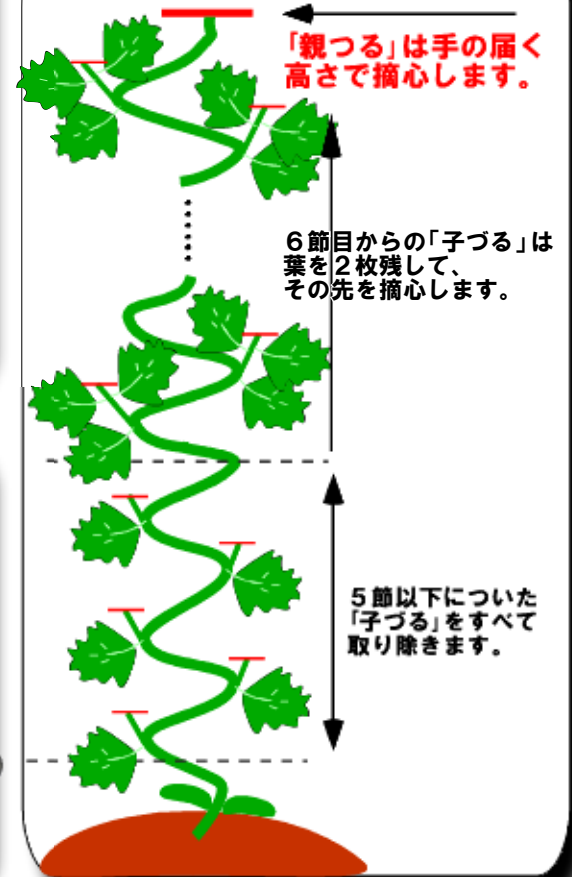 「親つる」は手の届く
高さで摘心します。
６節目からの「子づる」は
葉を２枚残して、
その先を摘心します。
５節以下についた
「子づる」をすべて
取り除きます。